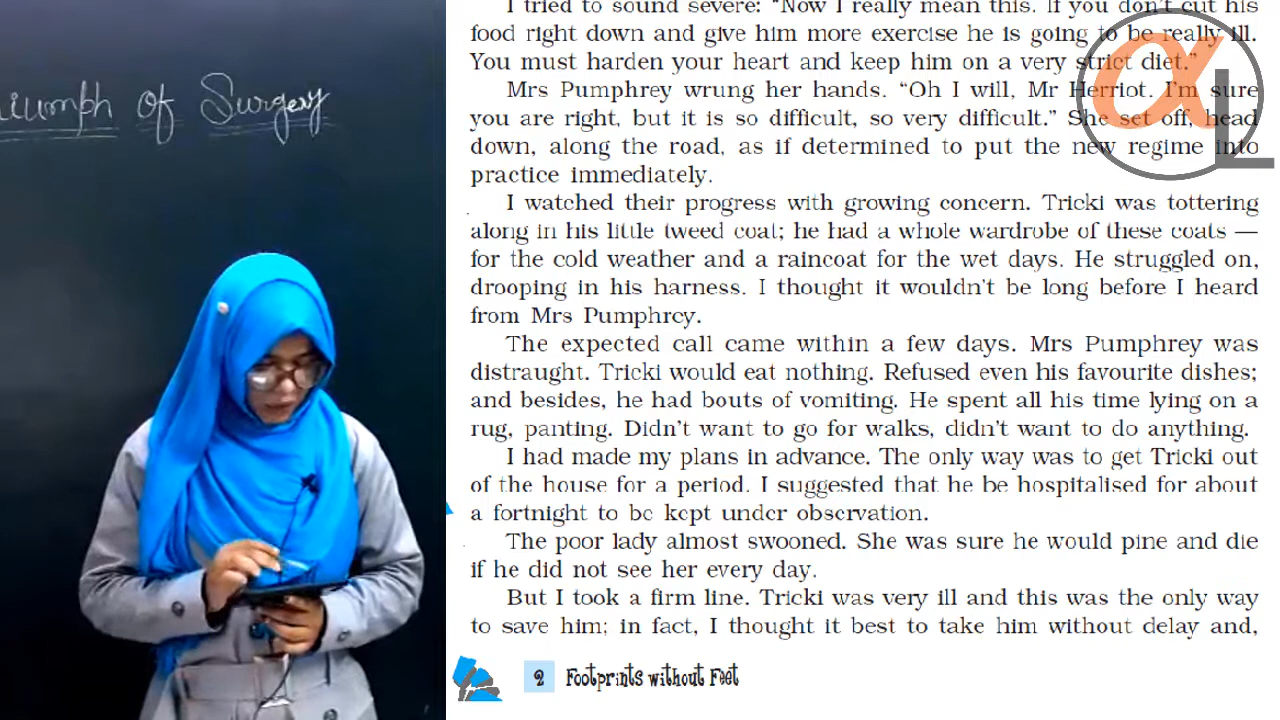 of Surgery
I tried to sound severe: “Now I really mean this. If you don’t cut his
food right down and give him more exercise he is going to be really ill.
You must harden your heart and keep him on a very strict diet.”
Mrs Pumphrey wrung her hands. “Oh I will, Mr Herriot. I’m sure
you are right, but it is so difficult, so very difficult.” She set off, head
down, along the road, as if determined to put the new regime into
practice immediately.
I watched their progress with growing concern. Tricki was tottering
along in his little tweed coat; he had a whole wardrobe of these coats —
for the cold weather and a raincoat for the wet days. He struggled on,
drooping in his harness. I thought it wouldn’t be long before I heard
from Mrs Pumphrey.
The expected call came within a few days. Mrs Pumphrey was
distraught. Tricki would eat nothing. Refused even his favourite dishes;
and besides, he had bouts of vomiting. He spent all his time lying on a
rug, panting. Didn’t want to go for walks, didn’t want to do anything.
I had made my plans in advance. The only way was to get Tricki out
of the house for a period. I suggested that he be hospitalised for about
a fortnight to be kept under observation.
The poor lady almost swooned. She was sure he would pine and die
if he did not see her every day.
But I took a firm line. Tricki was very ill and this was the only way
to save him; in fact, I thought it best to take him without delay and,
2 Footprints without Feet
αL